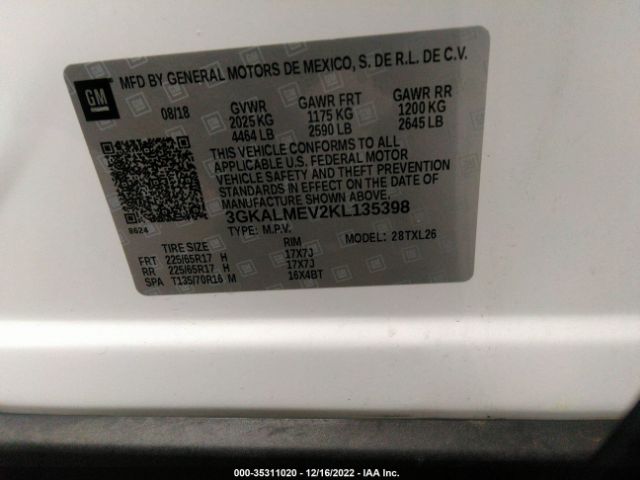 GM
MFD BY GENERAL MOTORS DE MEXICO, S. DE R.L. DE C.V.
08/18 GVWR GAWR FRT GAWR RR
2025 KG 1175 KG 1200 KG
4464 LB 2590 LB 2645 LB
THIS VEHICLE CONFORMS TO ALL
APPLICABLE U.S. FEDERAL MOTOR
VEHICLE SAFETY AND THEFT PREVENTION
STANDARDS IN EFFECT ON THE DATE OF
MANUFACTURE SHOWN ABOVE.
3GKALMEV2KL135398
8624 TYPE: M.P.V. MODEL: 28TXL26
TIRE SIZE RIM
FRT 225/65R17 H 17X7J
RR 225/65R17 H 17X7J
SPA T135/70R16 M 16X4BT
000-35311020 - 12/16/2022 - IAA Inc.